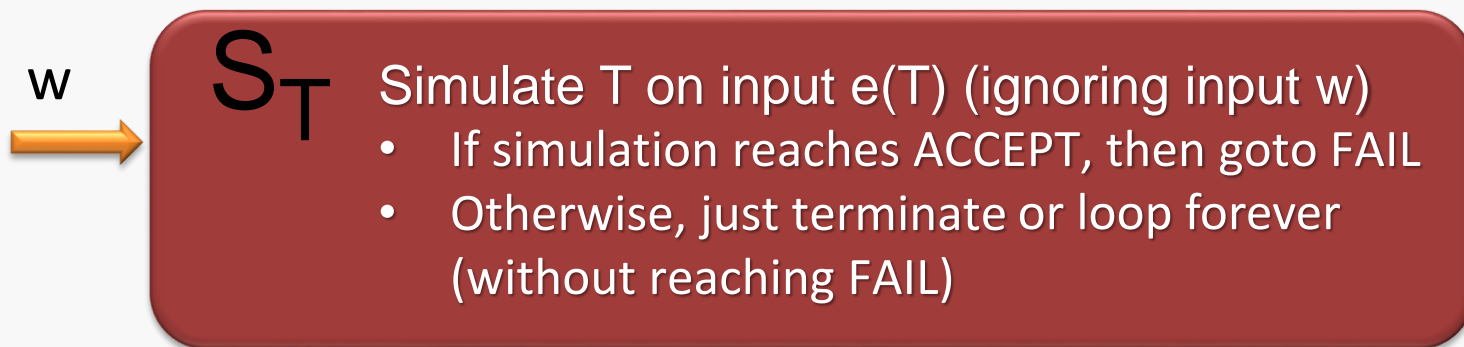 w
S_T
Simulate T on input e(T) (ignoring input w)
• If simulation reaches ACCEPT, then goto FAIL
• Otherwise, just terminate or loop forever
(without reaching FAIL)